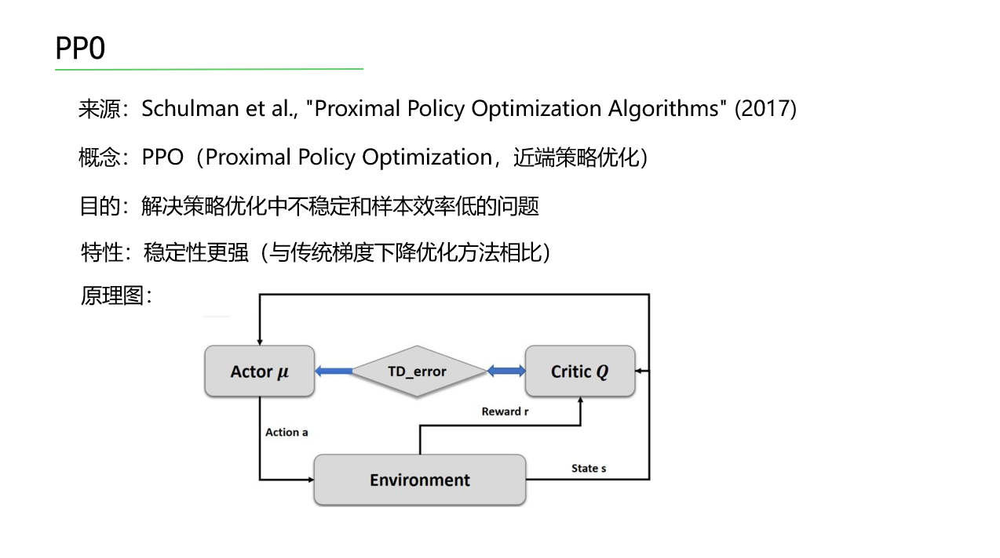 PPO
来源：Schulman et al., "Proximal Policy Optimization Algorithms" (2017)
概念：PPO（Proximal Policy Optimization，近端策略优化）
目的：解决策略优化中不稳定和样本效率低的问题
特性：稳定性更强（与传统梯度下降优化方法相比）
原理图：
Actor μ
TD_error
Critic Q
Reward r
Action a
State s
Environment